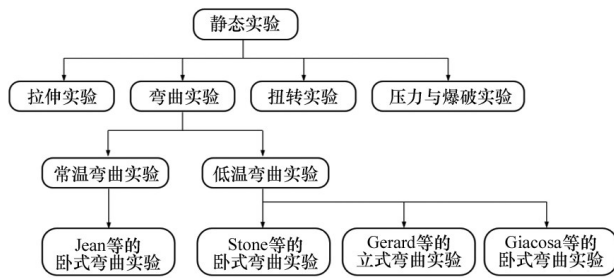 静态实验
拉伸实验
弯曲实验
扭转实验
压力与爆破实验
常温弯曲实验
低温弯曲实验
Jean等的
卧式弯曲实验
Stone等的
卧式弯曲实验
Gerard等的
立式弯曲实验
Giacosa等的
卧式弯曲实验